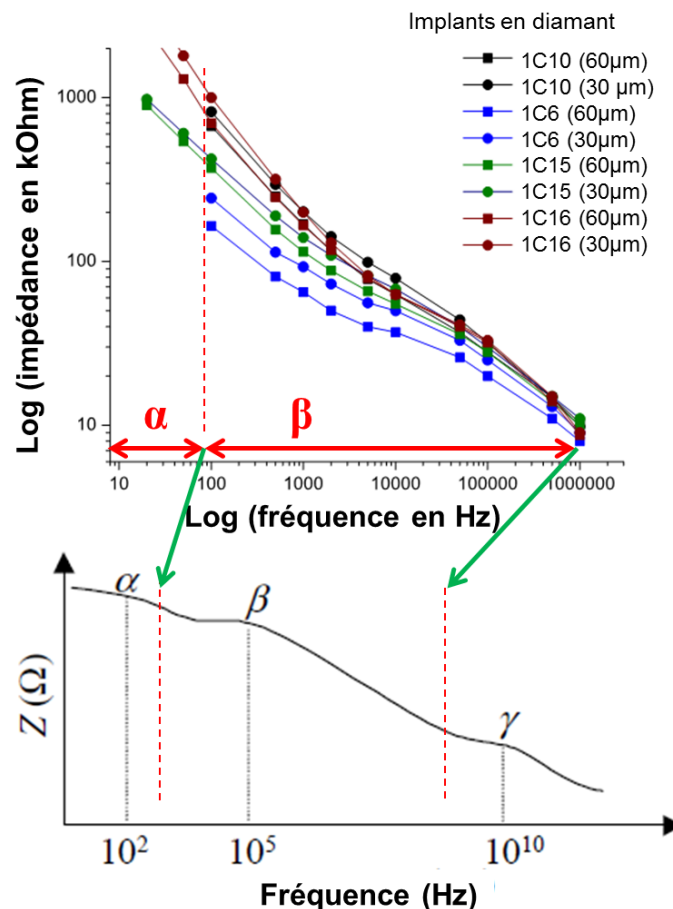 Implants en diamant
1C10 (60µm)
1C10 (30 µm)
1C6 (60µm)
1C6 (30µm)
1C15 (60µm)
1C15 (30µm)
1C16 (60µm)
1C16 (30µm)
Log (impédance en kOhm)
1000
100
10
α
β
10
100
1000
10000
100000
1000000
Log (fréquence en Hz)
Z (Ω)
α
β
γ
10²
10⁵
10¹⁰
Fréquence (Hz)